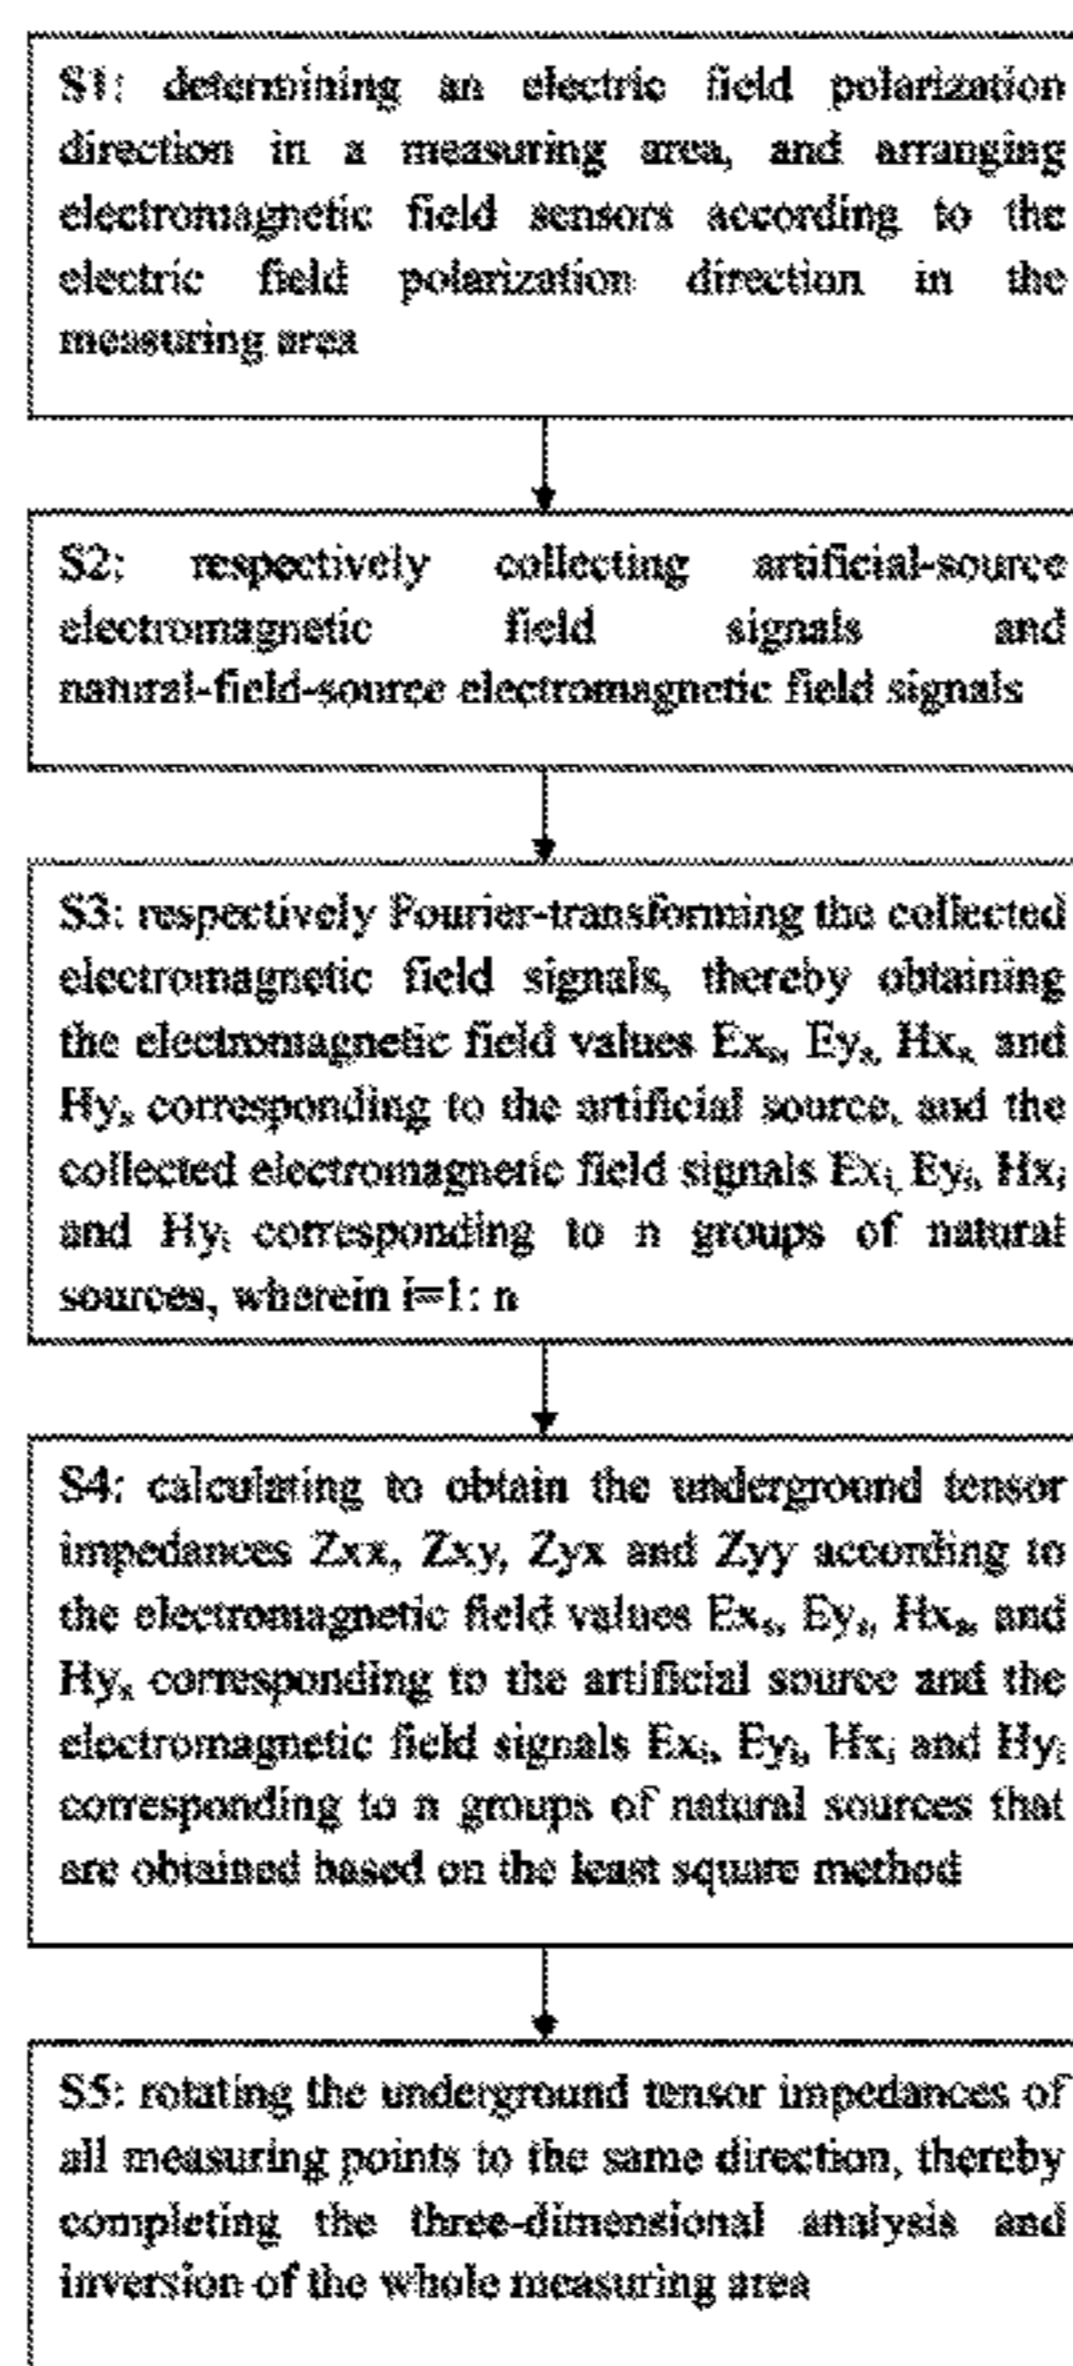 S1: determining an electric field polarization
direction in a measuring area, and arranging
electromagnetic field sensors according to the
electric field polarization direction in the
measuring area
S2: respectively collecting artificial-source
electromagnetic field signals and
natural-field-source electromagnetic field signals
S3: respectively Fourier-transforming the collected
electromagnetic field signals, thereby obtaining
the electromagnetic field values Exₛ, Eyₛ, Hxₛ, and
Hyₛ corresponding to the artificial source, and the
collected electromagnetic field signals Exᵢ, Eyᵢ, Hxᵢ
and Hyᵢ corresponding to n groups of natural
sources, wherein i=1: n
S4: calculating to obtain the underground tensor
impedances Zxx, Zxy, Zyx and Zyy according to
the electromagnetic field values Exₛ, Eyₛ, Hxₛ, and
Hyₛ corresponding to the artificial source and the
electromagnetic field signals Exᵢ, Eyᵢ, Hxᵢ and Hyᵢ
corresponding to n groups of natural sources that
are obtained based on the least square method
S5: rotating the underground tensor impedances of
all measuring points to the same direction, thereby
completing the three-dimensional analysis and
inversion of the whole measuring area